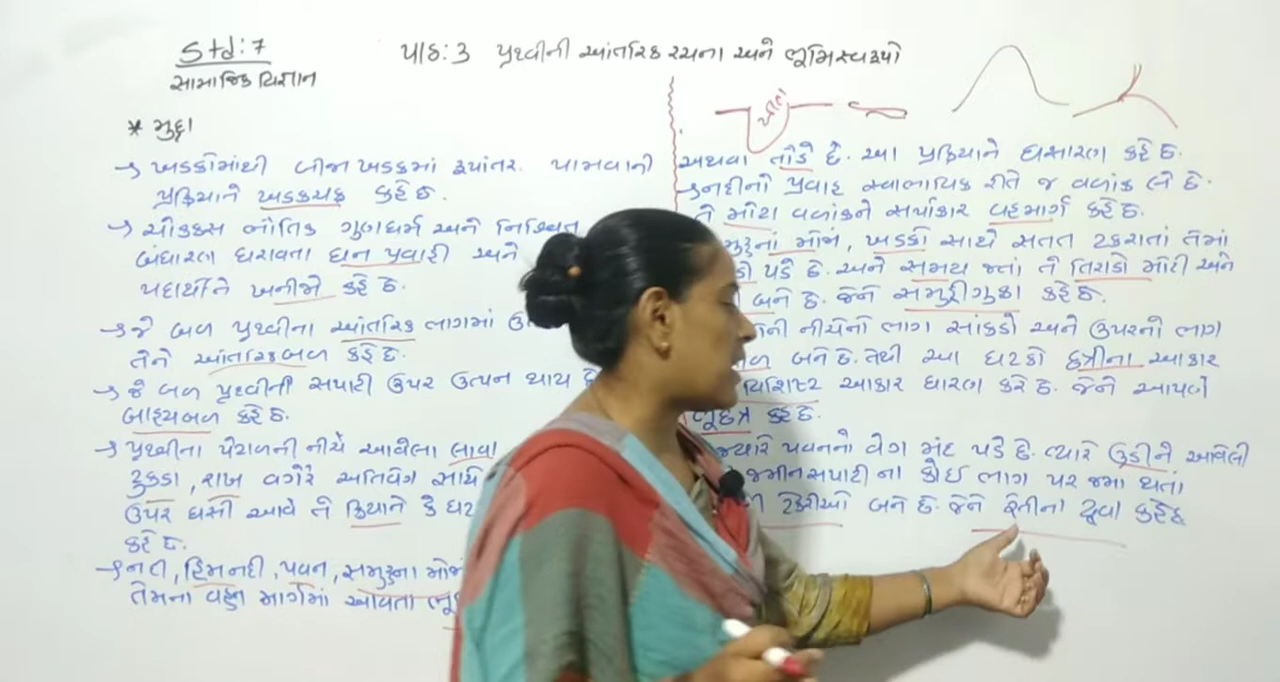 Std: 7
સામાજિક વિજ્ઞાન
પાઠ: 3 પૃથ્વીની આંતરિક રચના અને ભૂમિસ્વરૂપો
* મુદ્દા
→ ખડકોમાંથી બીજા ખડકમાં રૂપાંતર પામવાની
પ્રક્રિયાને ખડકચક્ર કહે છે.
→ ચોક્કસ ભૌતિક ગુણધર્મ અને નિશ્ચિત
બંધારણ ધરાવતા ઘન પ્રવાહી અને
પદાર્થોને ખનીજો કહે છે.
→ જે બળ પૃથ્વીના આંતરિક ભાગમાં
તેને આંતરિકબળ કહે છે.
→ જે બળ પૃથ્વીની સપાટી ઉપર ઉત્પન થાય
બાહ્યબળ કહે છે.
→ પૃથ્વીના પેટાળની નીચે આવેલા લાવા
ટુકડા, રાખ વગેરે અતિવેગ સાથે
ઉપર ધસી આવે તે ક્રિયાને કે
કહે છે.
→ નદી, હિમનદી, પવન, સમુદ્રના મોજા
તેમના વહન માર્ગમાં આવતા
ખીણ
અથવા તોડે છે. આ પ્રક્રિયાને ઘસારણ કહે છે.
→ નદીનો પ્રવાહ સ્વાભાવિક રીતે જ વળાંક લે છે.
તે મોટા વળાંકને સર્પાકાર વહનમાર્ગ કહે છે.
મોજાં, ખડકો સાથે સતત ટકરાતાં તેમાં
પડે છે. અને સમય જતાં તે તિરાડો મોટી અને
બને છે. જેને સમુદ્રીગુફા કહે છે.
નીચેનો ભાગ સાંકડો અને ઉપરનો ભાગ
બને છે. તેથી આ ઘટકો છત્રીના આકાર
વિશિષ્ટ આકાર ધારણ કરે છે. જેને આપણે
ભૂછત્ર કહે છે.
જ્યારે પવનનો વેગ મંદ પડે છે. ત્યારે ઉડીને આવેલી
જમીનસપાટી ના કોઈ ભાગ પર જમા થતાં
ટેકરીઓ બને છે. જેને રેતીના ઢુવા કહે છે